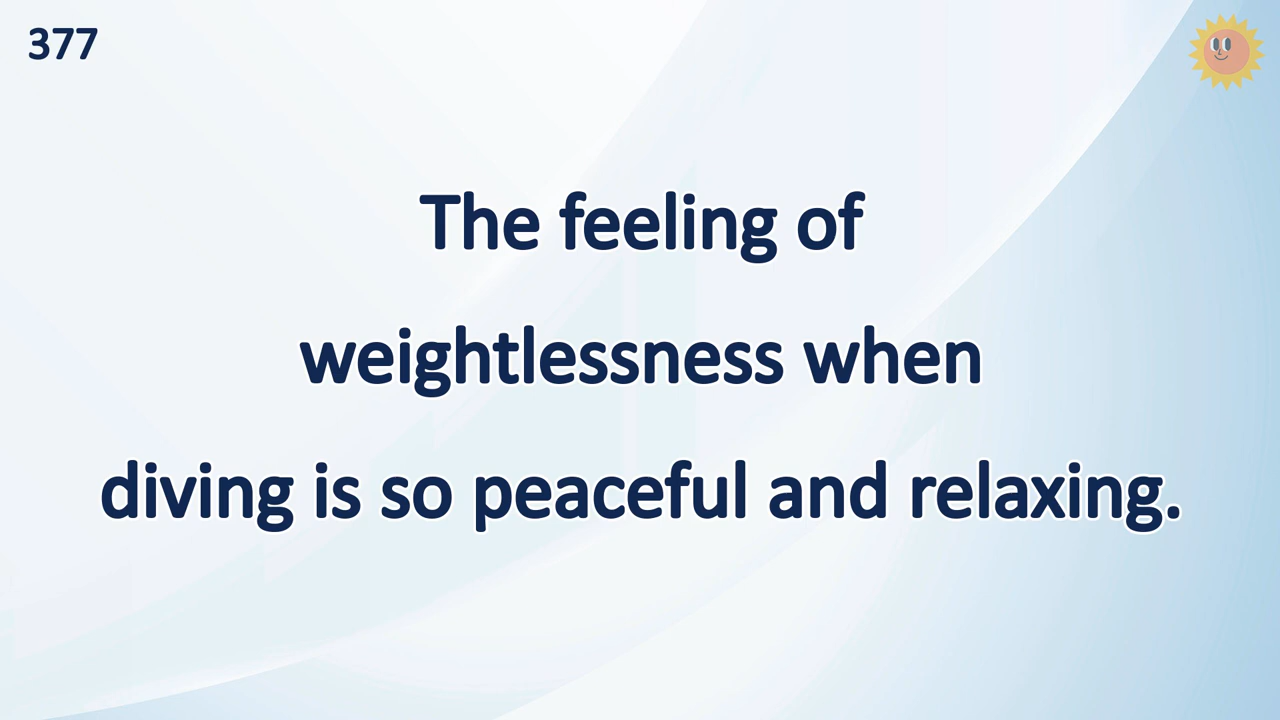 377
The feeling of
weightlessness when
diving is so peaceful and relaxing.